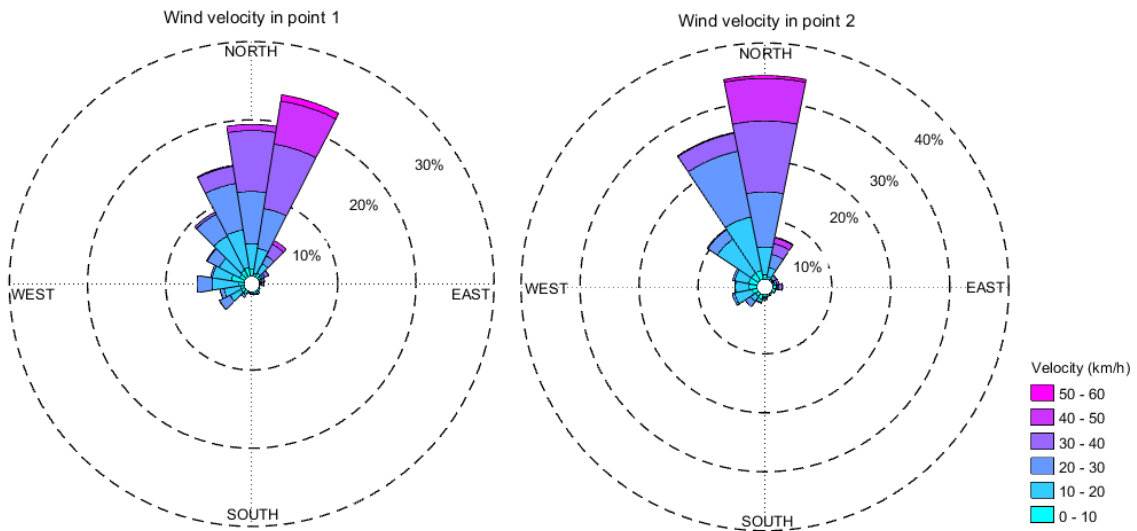 Wind velocity in point 1
NORTH
30%
20%
10%
WEST
EAST
SOUTH
Wind velocity in point 2
NORTH
40%
30%
20%
10%
WEST
EAST
SOUTH
Velocity (km/h)
50 - 60
40 - 50
30 - 40
20 - 30
10 - 20
0 - 10